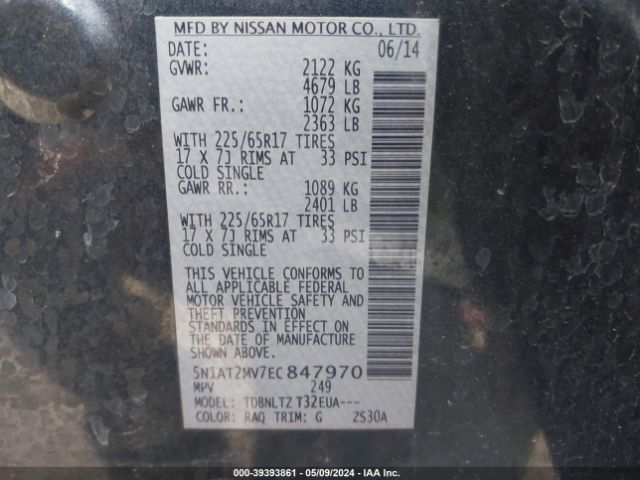 MFD BY NISSAN MOTOR CO., LTD.
DATE: 06/14
GVWR: 2122 KG
4679 LB
GAWR FR.: 1072 KG
2363 LB
WITH 225/65R17 TIRES
17 X 7J RIMS AT 33 PSI
COLD SINGLE
GAWR RR.: 1089 KG
2401 LB
WITH 225/65R17 TIRES
17 X 7J RIMS AT 33 PSI
COLD SINGLE
THIS VEHICLE CONFORMS TO
ALL APPLICABLE FEDERAL
MOTOR VEHICLE SAFETY AND
THEFT PREVENTION
STANDARDS IN EFFECT ON
THE DATE OF MANUFACTURE
SHOWN ABOVE.
5N1AT2MV7EC847970
MPV 249
MODEL: TDBNLTZ T32EUA---
COLOR: RAQ TRIM: G ZS30A
000-39393861 - 05/09/2024 - IAAI.com